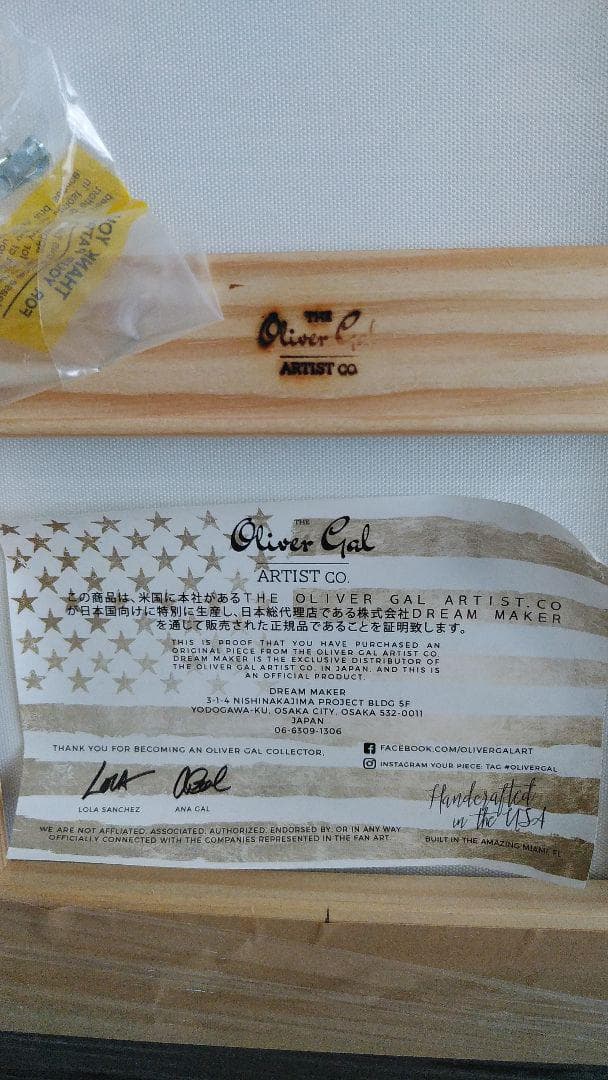 THANK YOU
FOR YOUR
THE
Oliver Gal
ARTIST CO.
THE
Oliver Gal
ARTIST CO.
この商品は、米国に本社があるTHE OLIVER GAL ARTIST.CO
が日本国向けに特別に生産し、日本総代理店である株式会社DREAM MAKER
を通じて販売された正規品であることを証明致します。
THIS IS PROOF THAT YOU HAVE PURCHASED AN
ORIGINAL PIECE FROM THE OLIVER GAL ARTIST CO.
DREAM MAKER IS THE EXCLUSIVE DISTRIBUTOR OF
THE OLIVER GAL ARTIST CO. IN JAPAN. AND THIS IS
AN OFFICIAL PRODUCT.
DREAM MAKER
3-1-4 NISHINAKAJIMA PROJECT BLDG 5F
YODOGAWA-KU, OSAKA CITY, OSAKA 532-0011
JAPAN
06-6309-1306
THANK YOU FOR BECOMING AN OLIVER GAL COLLECTOR.
FACEBOOK.COM/OLIVERGALART
INSTAGRAM YOUR PIECE: TAG #OLIVERGAL
LOLA
LOLA SANCHEZ
ANA GAL
Handcrafted
in the USA
WE ARE NOT AFFLIATED, ASSOCIATED, AUTHORIZED, ENDORSED BY, OR IN ANY WAY
OFFICIALLY CONNECTED WITH THE COMPANIES REPRESENTED IN THE FAN ART.
BUILT IN THE AMAZING MIAMI, FL